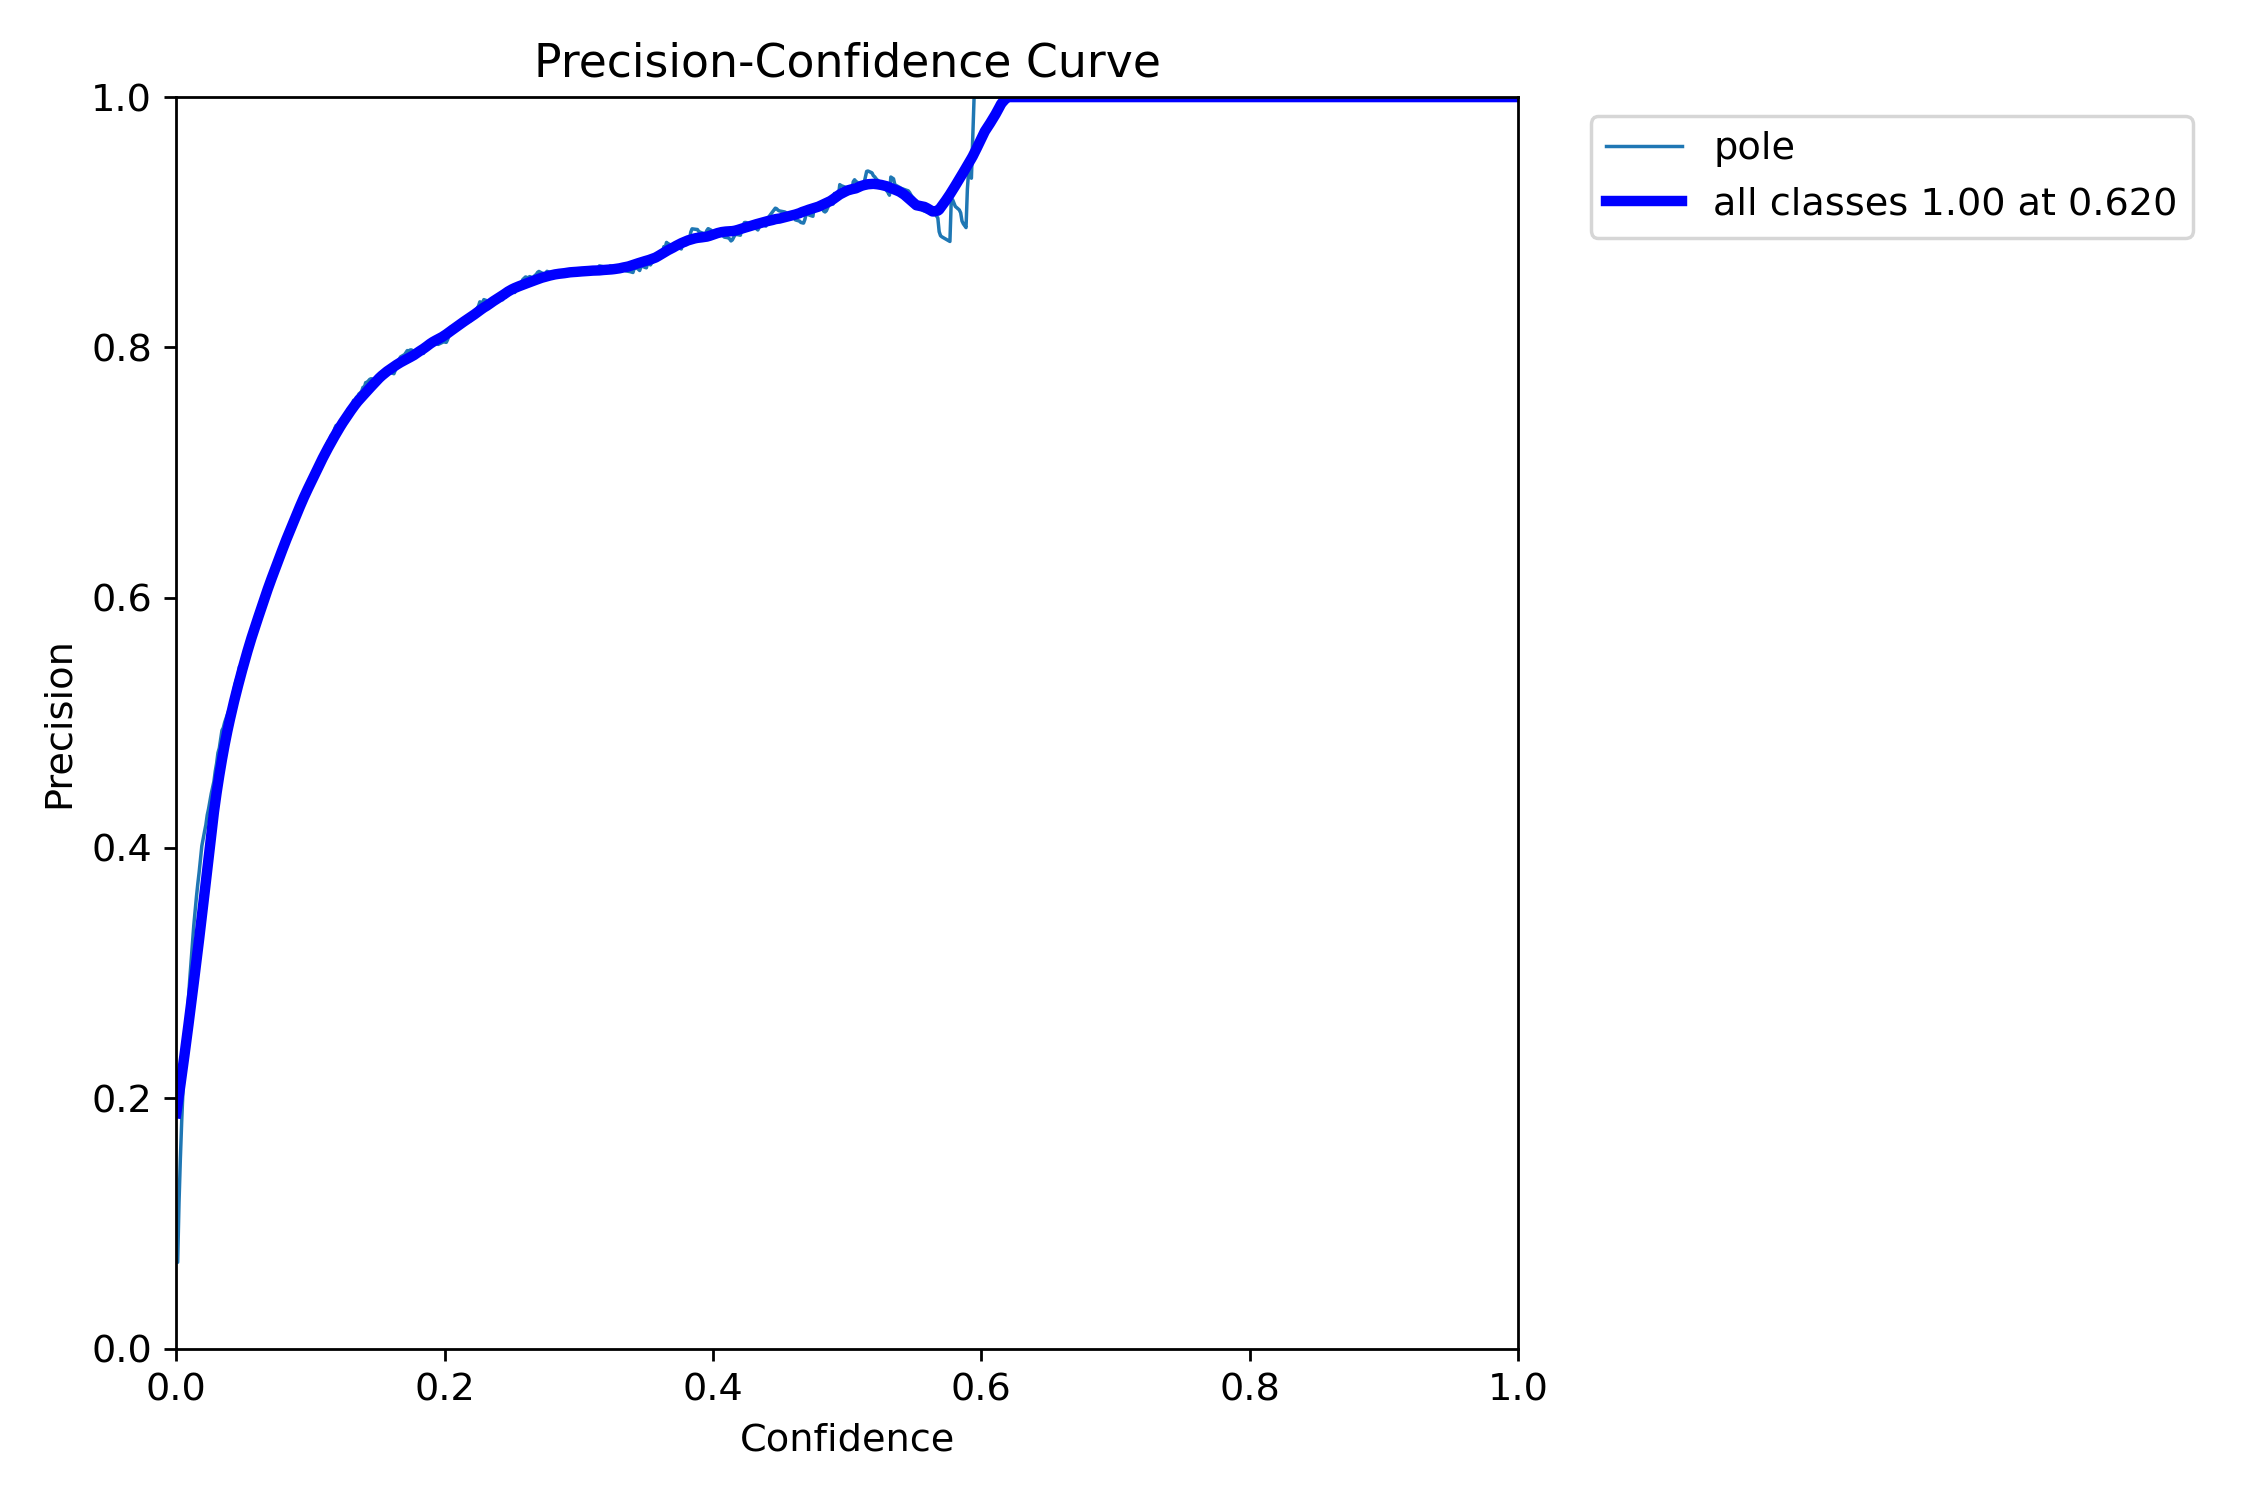 Precision-Confidence Curve
1.0
0.8
0.6
0.4
0.2
0.0
Precision
0.0 0.2 0.4 0.6 0.8 1.0
Confidence
pole
all classes 1.00 at 0.620